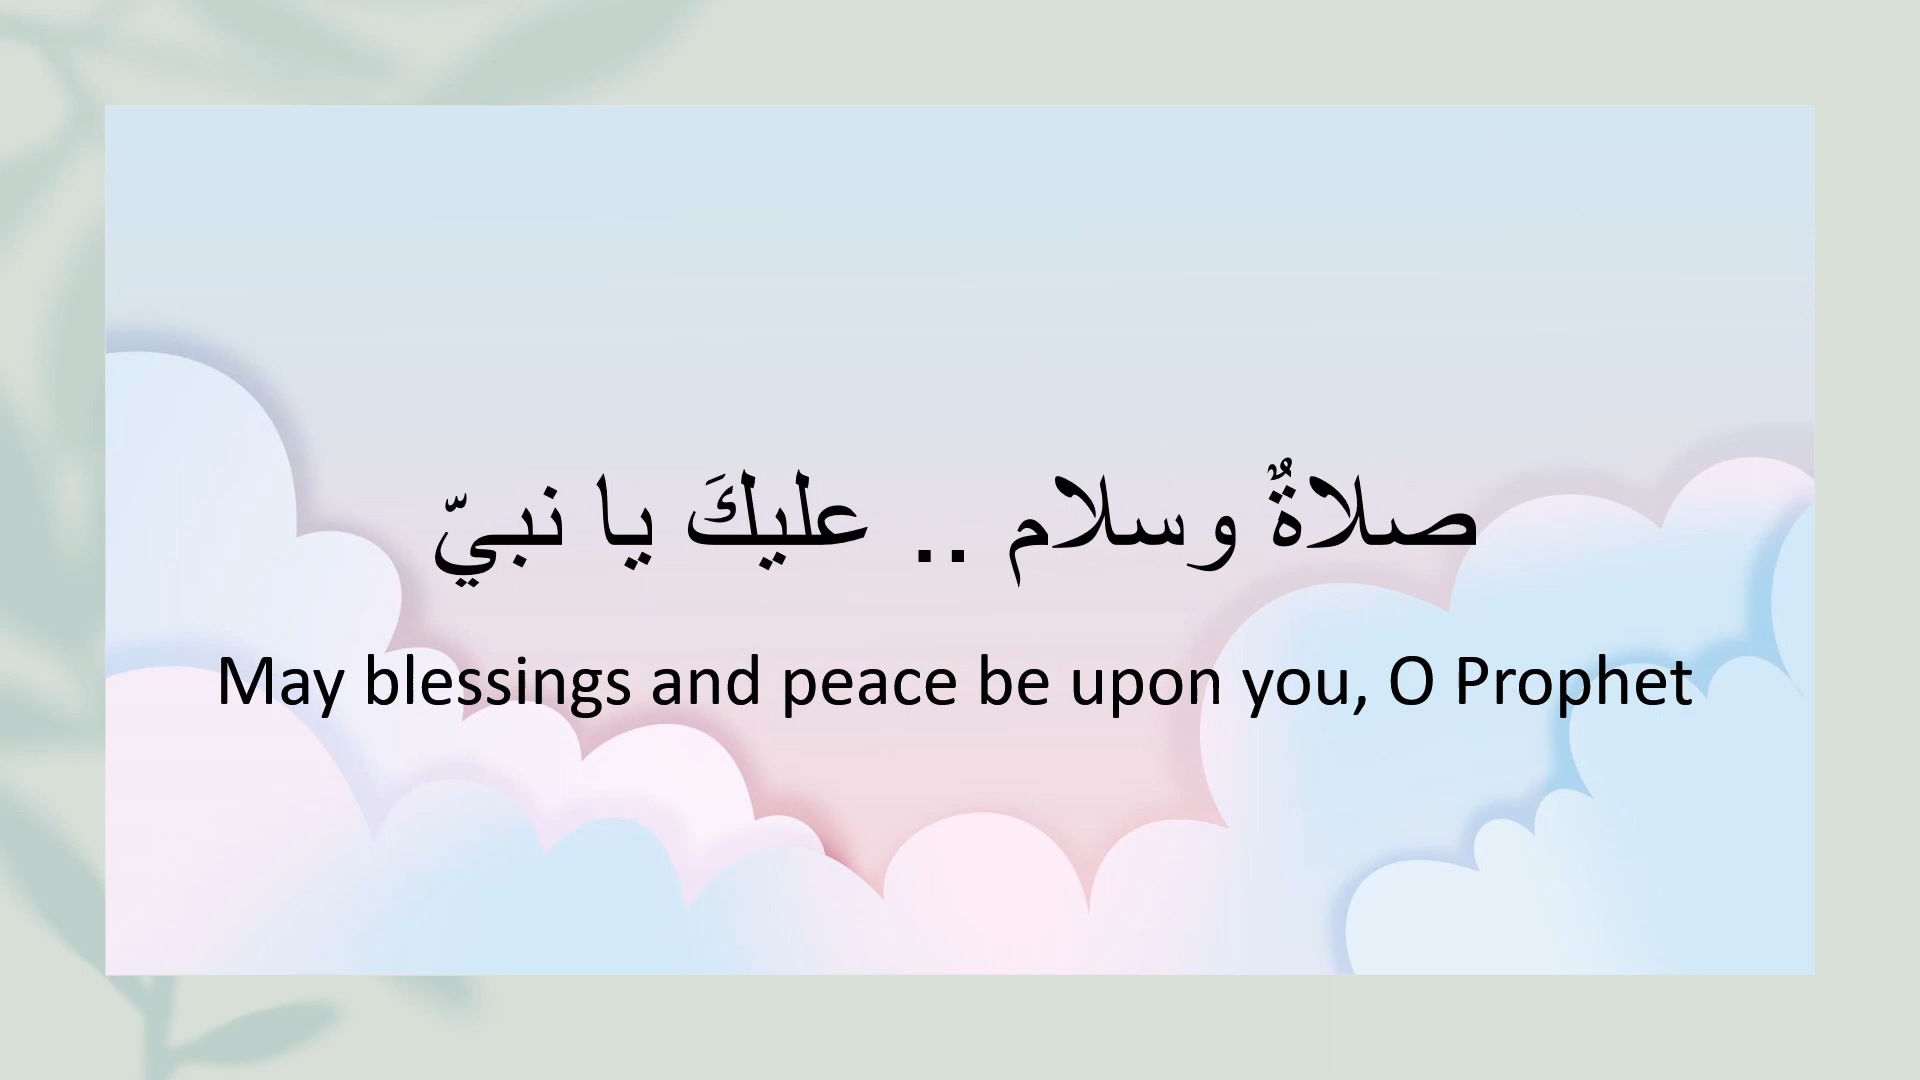 صلاةٌ وسلام .. عليكَ يا نبيّ
May blessings and peace be upon you, O Prophet